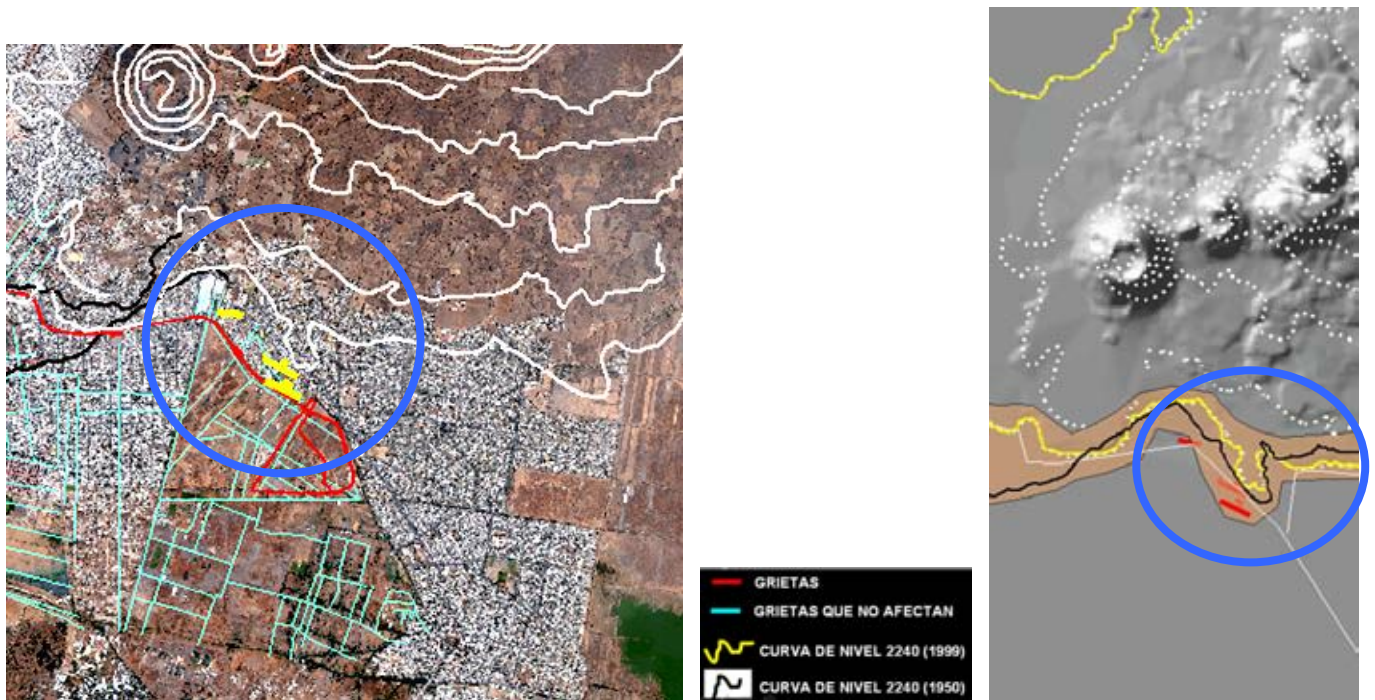 GRIETAS
GRIETAS QUE NO AFECTAN
CURVA DE NIVEL 2240 (1999)
CURVA DE NIVEL 2240 (1950)